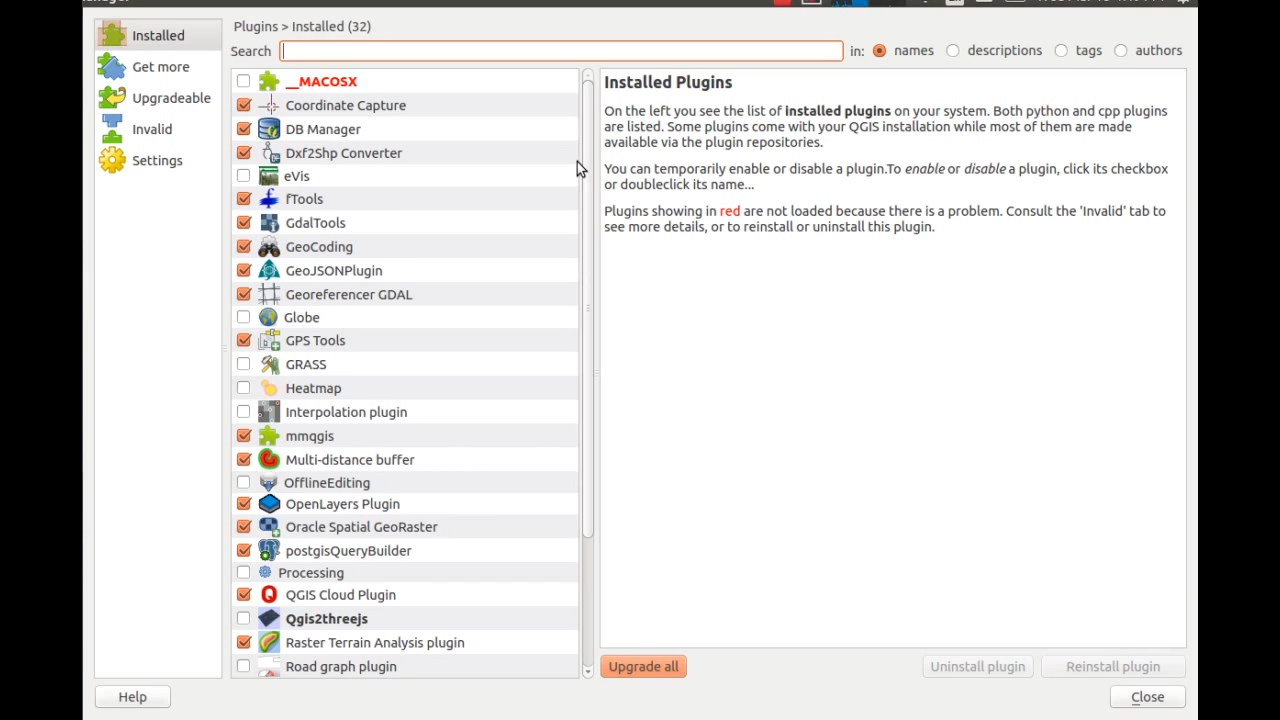 Plugins > Installed (32)
Search
in: names descriptions tags authors
Installed
Get more
Upgradeable
Invalid
Settings
__MACOSX
Coordinate Capture
DB Manager
Dxf2Shp Converter
eVis
fTools
GdalTools
GeoCoding
GeoJSONPlugin
Georeferencer GDAL
Globe
GPS Tools
GRASS
Heatmap
Interpolation plugin
mmqgis
Multi-distance buffer
OfflineEditing
OpenLayers Plugin
Oracle Spatial GeoRaster
postgisQueryBuilder
Processing
QGIS Cloud Plugin
Qgis2threejs
Raster Terrain Analysis plugin
Road graph plugin
Installed Plugins
On the left you see the list of installed plugins on your system. Both python and cpp plugins
are listed. Some plugins come with your QGIS installation while most of them are made
available via the plugin repositories.
You can temporarily enable or disable a plugin.To enable or disable a plugin, click its checkbox
or doubleclick its name...
Plugins showing in red are not loaded because there is a problem. Consult the 'Invalid' tab to
see more details, or to reinstall or uninstall this plugin.
Upgrade all
Uninstall plugin
Reinstall plugin
Help
Close